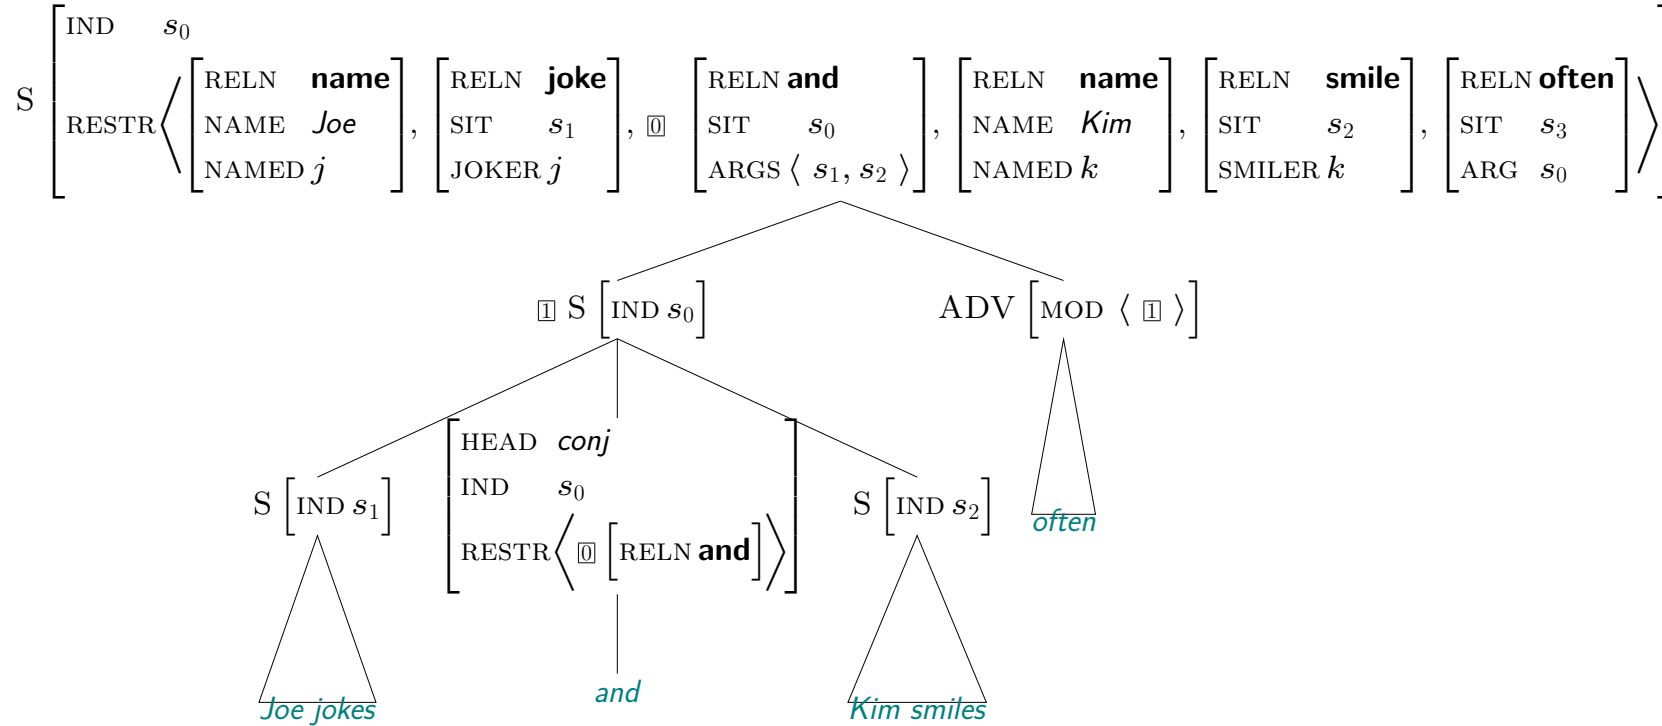 IND s₀
RELN name RELN joke RELN and RELN name RELN smile RELN often
S RESTR ⟨ NAME Joe , SIT s₁ , [0] SIT s₀ , NAME Kim , SIT s₂ , SIT s₃ ⟩
NAMED j JOKER j ARGS ⟨ s₁, s₂ ⟩ NAMED k SMILER k ARG s₀
[1] S [IND s₀] ADV [MOD ⟨ [1] ⟩]
HEAD conj
IND s₀
S [IND s₁] S [IND s₂]
often
RESTR ⟨ [0] [RELN and] ⟩
and
Joe jokes Kim smiles